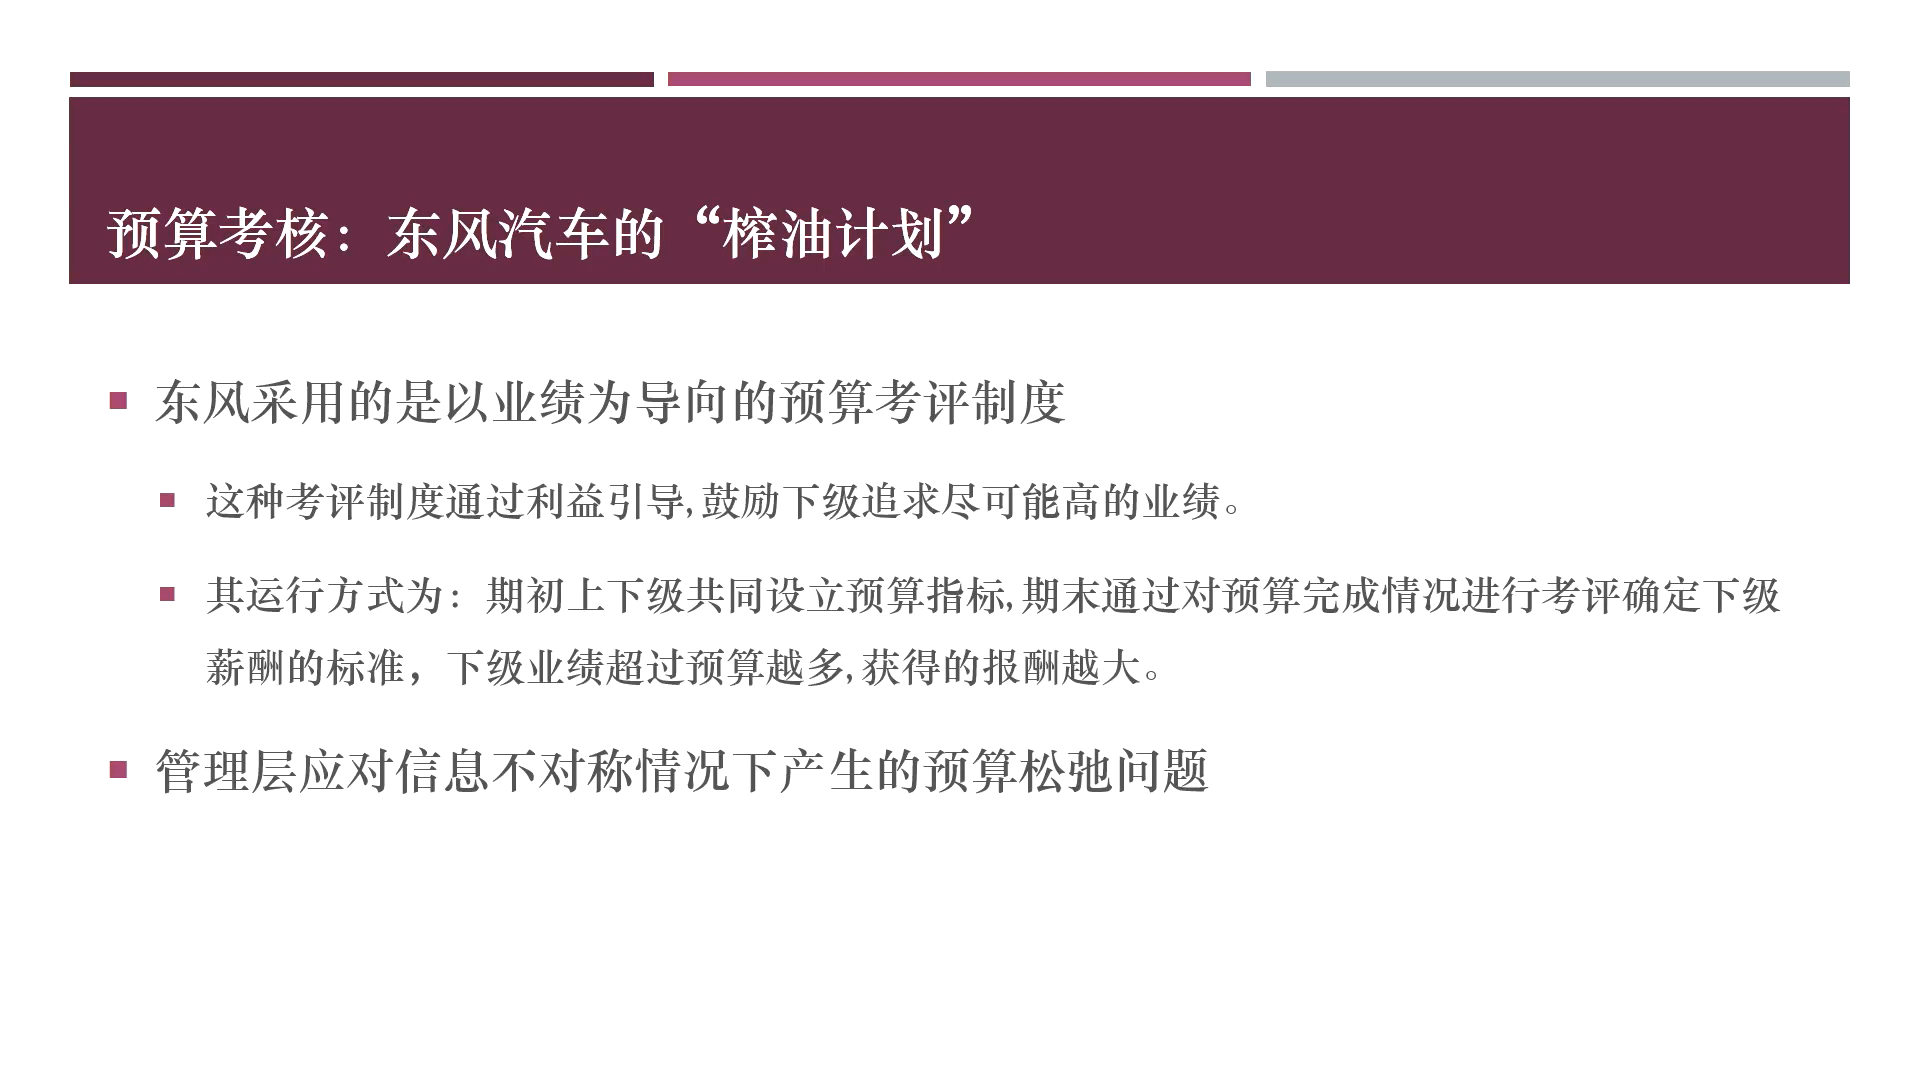 预算考核：东风汽车的“榨油计划”
东风采用的是以业绩为导向的预算考评制度
这种考评制度通过利益引导,鼓励下级追求尽可能高的业绩。
其运行方式为：期初上下级共同设立预算指标,期末通过对预算完成情况进行考评确定下级
薪酬的标准，下级业绩超过预算越多,获得的报酬越大。
管理层应对信息不对称情况下产生的预算松弛问题